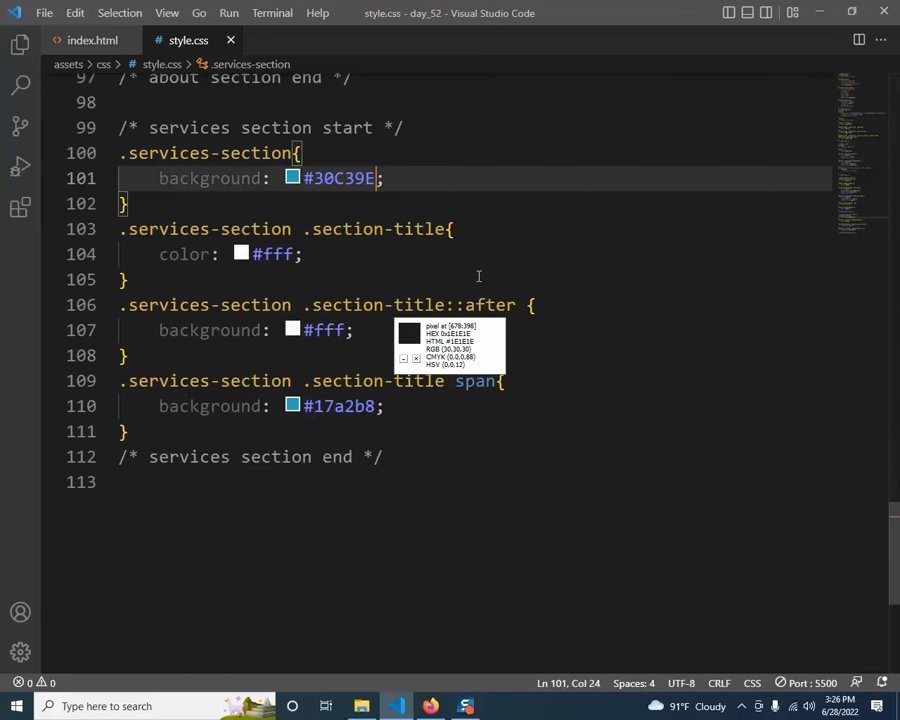 File Edit Selection View Go Run Terminal Help style.css - day_52 - Visual Studio Code
index.html # style.css
assets > css > # style.css > .services-section
97 /* about section end */
98
99 /* services section start */
100 .services-section{
101 background: #30C39E;
102 }
103 .services-section .section-title{
104 color: #fff;
105 }
106 .services-section .section-title::after {
107 background: #fff;
pixel at [678:398]
HEX 0x1E1E1E
HTML #1E1E1E
RGB (30,30,30)
CMYK (0,0,0,88)
HSV (0,0,12)
108 }
109 .services-section .section-title span{
110 background: #17a2b8;
111 }
112 /* services section end */
113
0 0 Ln 101, Col 24 Spaces: 4 UTF-8 CRLF CSS Port : 5500
Type here to search 91°F Cloudy 3:26 PM
6/28/2022